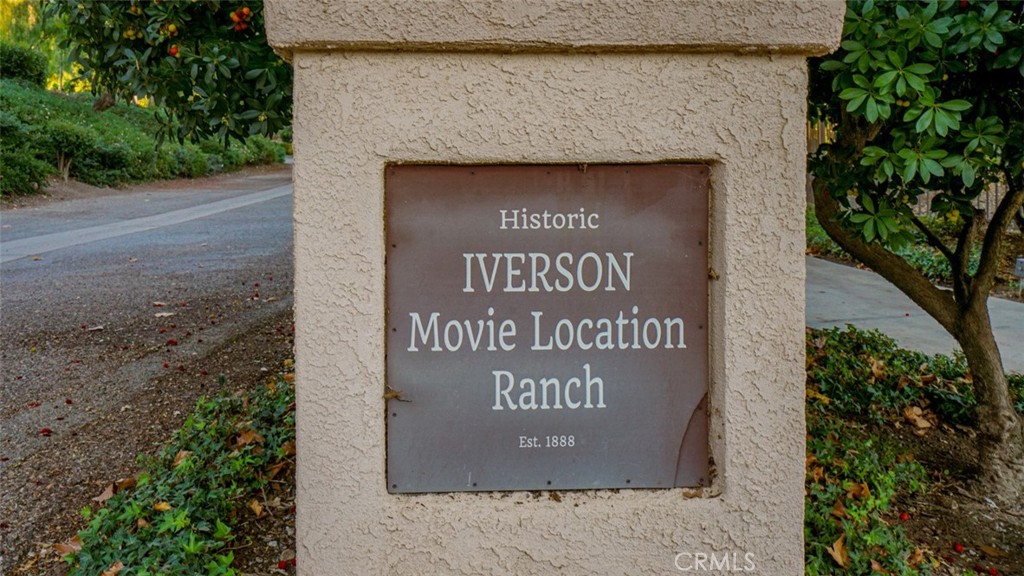 Historic
IVERSON
Movie Location
Ranch
Est. 1888
CRMLS